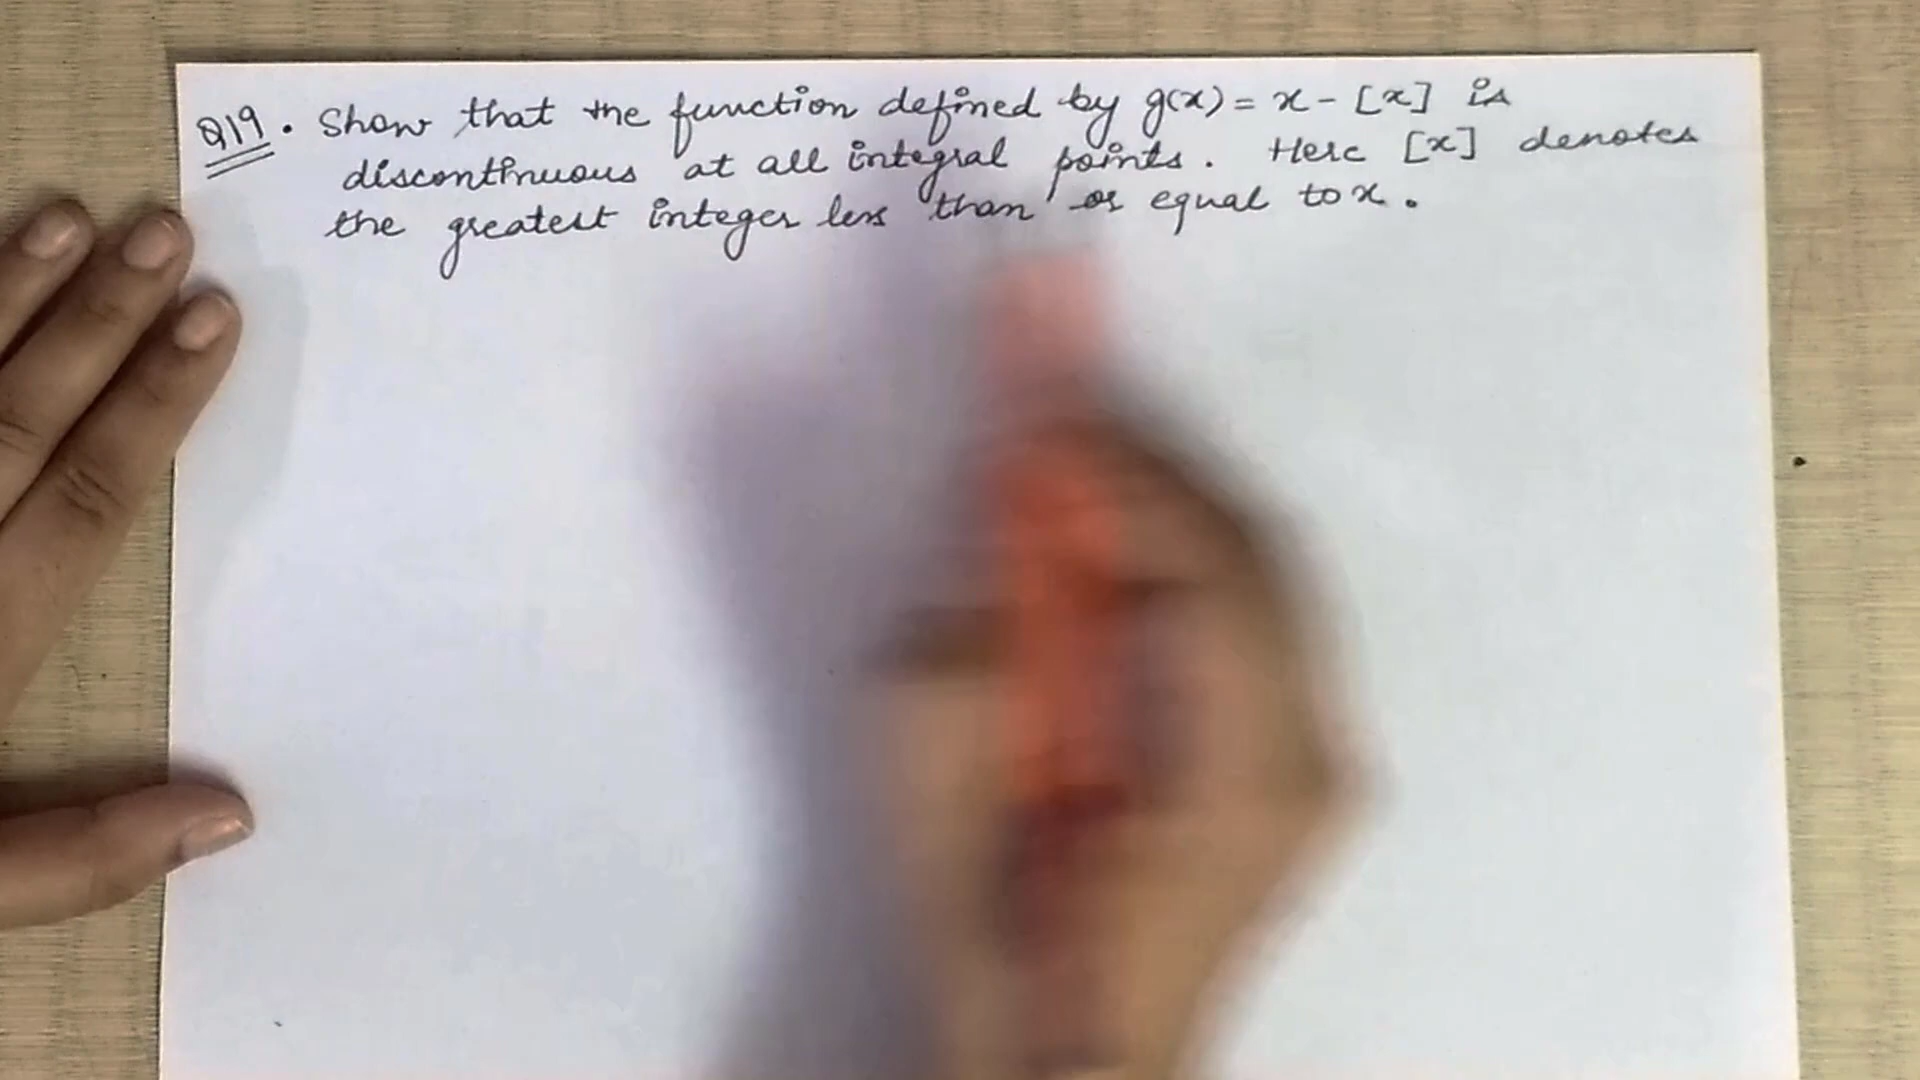 Q19. Show that the function defined by g(x) = x - [x] is
discontinuous at all integral points. Here [x] denotes
the greatest integer less than or equal to x.